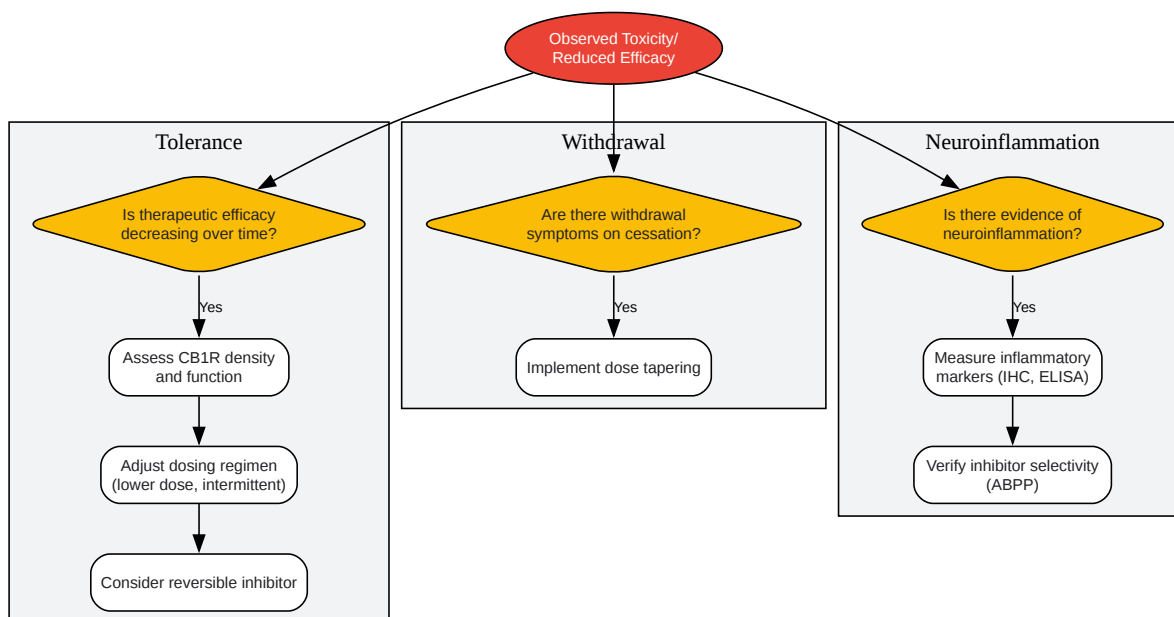 Observed Toxicity/
Reduced Efficacy
Tolerance
Is therapeutic efficacy
decreasing over time?
Yes
Assess CB1R density
and function
Adjust dosing regimen
(lower dose, intermittent)
Consider reversible inhibitor
Withdrawal
Are there withdrawal
symptoms on cessation?
Yes
Implement dose tapering
Neuroinflammation
Is there evidence of
neuroinflammation?
Yes
Measure inflammatory
markers (IHC, ELISA)
Verify inhibitor selectivity
(ABPP)